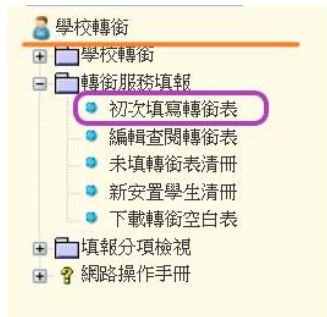 學校轉銜
學校轉銜
轉銜服務填報
初次填寫轉銜表
編輯查閱轉銜表
未填轉銜表清冊
新安置學生清冊
下載轉銜空白表
填報分項檢視
網路操作手冊